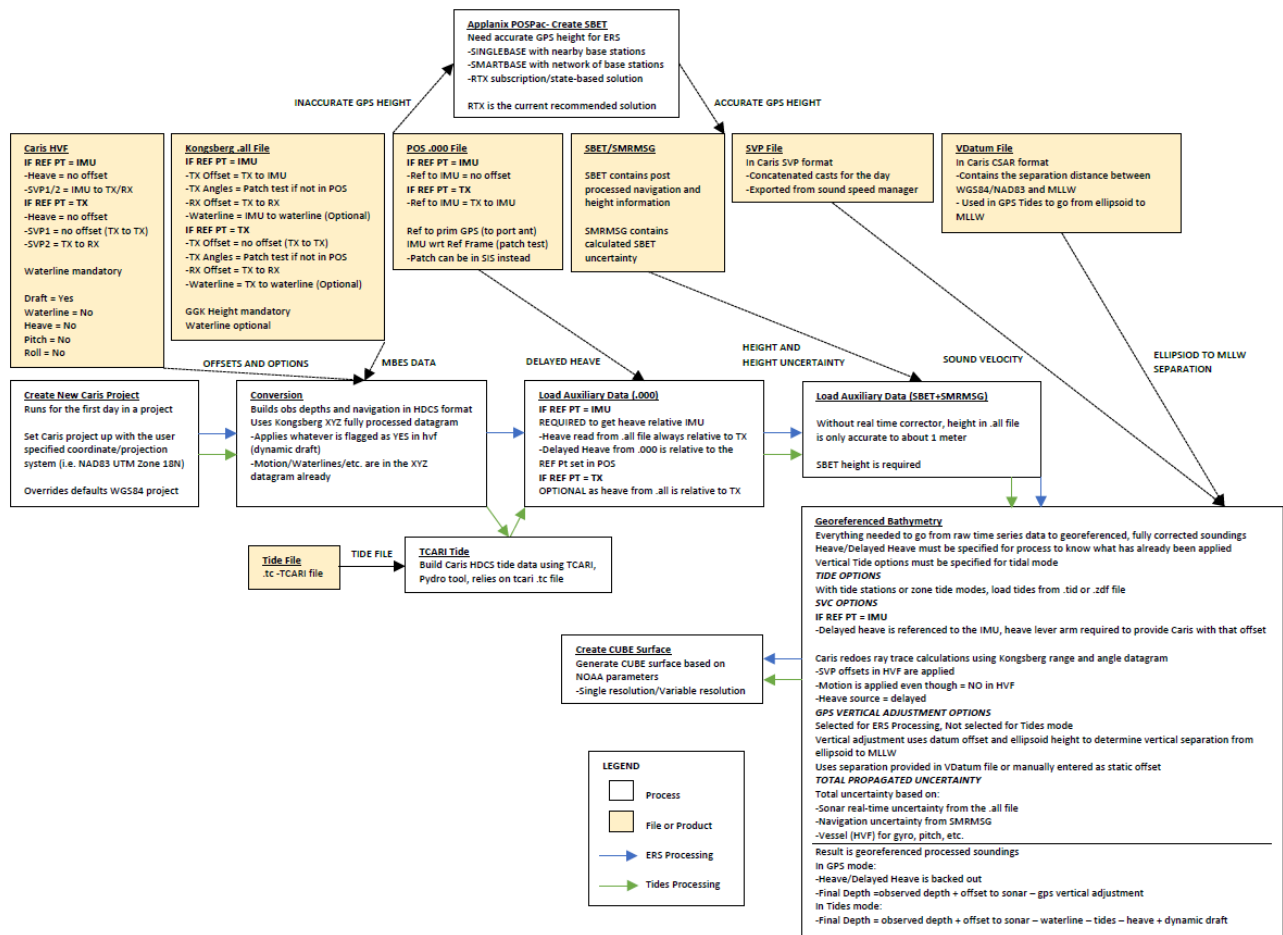 Applanix POSPac- Create SBET
Need accurate GPS height for ERS
-SINGLEBASE with nearby base stations
-SMARTBASE with network of base stations
-RTX subscription/state-based solution
RTX is the current recommended solution
INACCURATE GPS HEIGHT
ACCURATE GPS HEIGHT
Caris HVF
IF REF PT = IMU
-Heave = no offset
-SVP1/2 = IMU to TX/RX
IF REF PT = TX
-Heave = no offset
-SVP1 = no offset (TX to TX)
-SVP2 = TX to RX
Waterline mandatory
Draft = Yes
Waterline = No
Heave = No
Pitch = No
Roll = No
Kongsberg .all File
IF REF PT = IMU
-TX Offset = TX to IMU
-TX Angles = Patch test if not in POS
-RX Offset = TX to RX
-Waterline = IMU to waterline (Optional)
IF REF PT = TX
-TX Offset = no offset (TX to TX)
-TX Angles = Patch test if not in POS
-RX Offset = TX to RX
-Waterline = TX to waterline (Optional)
GGK Height mandatory
Waterline optional
POS .000 File
IF REF PT = IMU
-Ref to IMU = no offset
IF REF PT = TX
-Ref to IMU = TX to IMU
Ref to prim GPS (to port ant)
IMU wrt Ref Frame (patch test)
-Patch can be in SIS instead
SBET/SMRMSG
SBET contains post
processed navigation and
height information
SMRMSG contains
calculated SBET
uncertainty
SVP File
In Caris SVP format
-Concatenated casts for the
day
-Exported from sound speed
manager
VDatum File
In Caris CSAR format
-Contains the separation distance between
WGS84/NAD83 and MLLW
- Used in GPS Tides to go from ellipsoid to
MLLW
OFFSETS AND OPTIONS
MBES DATA
DELAYED HEAVE
HEIGHT AND
HEIGHT UNCERTAINTY
SOUND VELOCITY
ELLIPSIOD TO MLLW
SEPARATION
Create New Caris Project
Runs for the first day in a project
Set Caris project up with the user
specified coordinate/projection
system (i.e. NAD83 UTM Zone 18N)
Overrides defaults WGS84 project
Conversion
Builds obs depths and navigation in HDCS format
Uses Kongsberg XYZ fully processed datagram
-Applies whatever is flagged as YES in hvf
(dynamic draft)
-Motion/Waterlines/etc. are in the XYZ
datagram already
Load Auxiliary Data (.000)
IF REF PT = IMU
REQUIRED to get heave relative IMU
-Heave read from .all file always relative to TX
-Delayed Heave from .000 is relative to the
REF Pt set in POS
IF REF PT = TX
OPTIONAL as heave from .all is relative to TX
Load Auxiliary Data (SBET+SMRMSG)
Without real time corrector, height in .all file
is only accurate to about 1 meter
SBET height is required
Tide File
.tc -TCARI file
TIDE FILE
TCARI Tide
Build Caris HDCS tide data using TCARI,
Pydro tool, relies on tcari .tc file
Georeferenced Bathymetry
Everything needed to go from raw time series data to georeferenced, fully corrected soundings
Heave/Delayed Heave must be specified for process to know what has already been applied
Vertical Tide options must be specified for tidal mode
TIDE OPTIONS
With tide stations or zone tide modes, load tides from .tid or .zdf file
SVC OPTIONS
IF REF PT = IMU
-Delayed heave is referenced to the IMU, heave lever arm required to provide Caris with that offset
Caris redoes ray trace calculations using Kongsberg range and angle datagram
-SVP offsets in HVF are applied
-Motion is applied even though = NO in HVF
-Heave source = delayed
GPS VERTICAL ADJUSTMENT OPTIONS
Selected for ERS Processing, Not selected for Tides mode
Vertical adjustment uses datum offset and ellipsoid height to determine vertical separation from
ellipsoid to MLLW
Uses separation provided in VDatum file or manually entered as static offset
TOTAL PROPAGATED UNCERTAINTY
Total uncertainty based on:
-Sonar real-time uncertainty from the .all file
-Navigation uncertainty from SMRMSG
-Vessel (HVF) for gyro, pitch, etc.
Result is georeferenced processed soundings
In GPS mode:
-Heave/Delayed Heave is backed out
-Final Depth =observed depth + offset to sonar – gps vertical adjustment
In Tides mode:
-Final Depth = observed depth + offset to sonar – waterline – tides – heave + dynamic draft
Create CUBE Surface
Generate CUBE surface based on
NOAA parameters
-Single resolution/Variable resolution
LEGEND
Process
File or Product
ERS Processing
Tides Processing